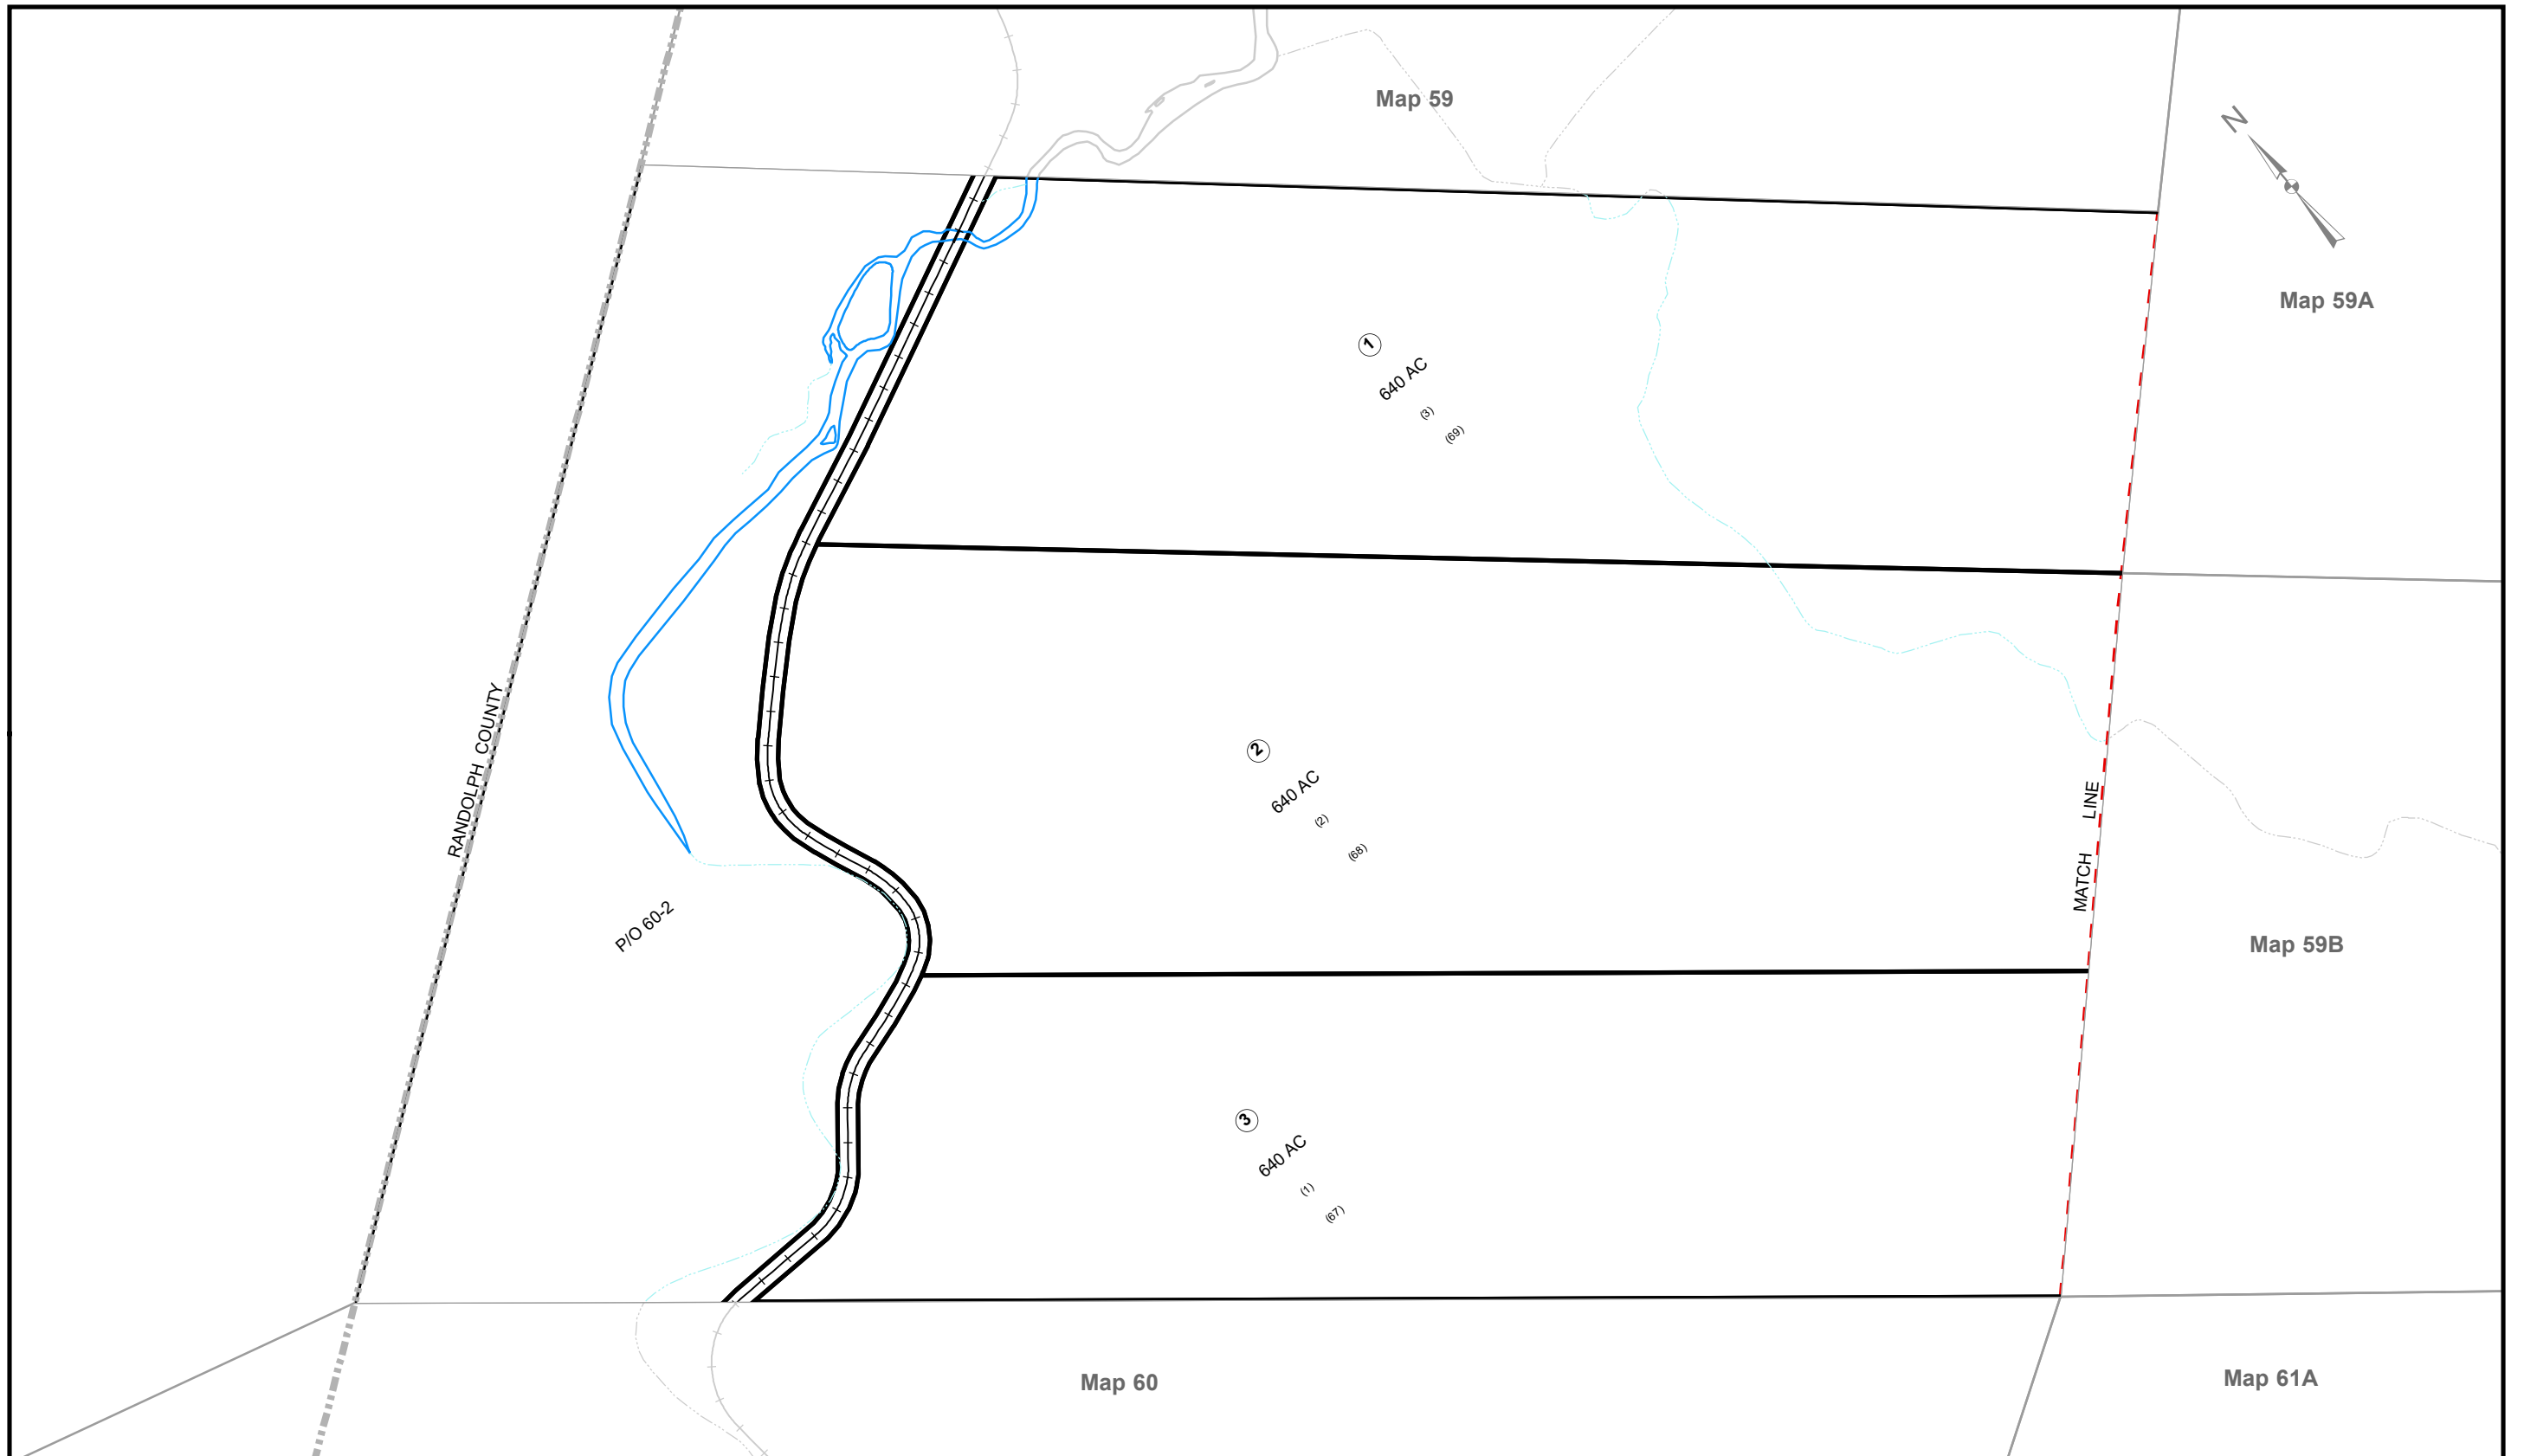 Map 59
N
Map 59A
1
640 AC
(3)
(69)
RANDOLPH COUNTY
2
640 AC
(2)
(68)
MATCH LINE
P/O 60-2
Map 59B
3
640 AC
(1)
(67)
Map 60
Map 61A